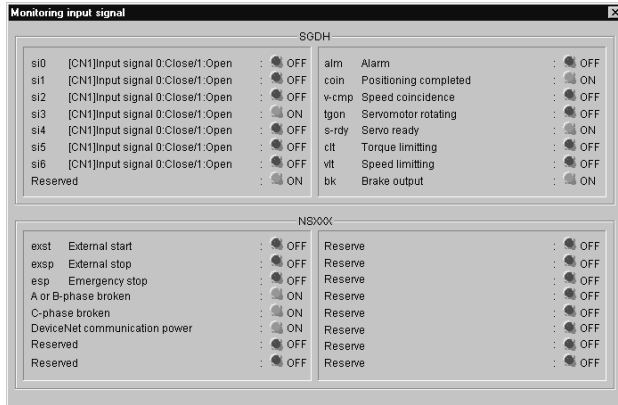 Monitoring input signal
SGDH
si0 [CN1]Input signal 0:Close/1:Open : OFF
si1 [CN1]Input signal 0:Close/1:Open : OFF
si2 [CN1]Input signal 0:Close/1:Open : OFF
si3 [CN1]Input signal 0:Close/1:Open : ON
si4 [CN1]Input signal 0:Close/1:Open : OFF
si5 [CN1]Input signal 0:Close/1:Open : OFF
si6 [CN1]Input signal 0:Close/1:Open : OFF
Reserved : ON
alm Alarm : OFF
coin Positioning completed : ON
v-cmp Speed coincidence : OFF
tgon Servomotor rotating : OFF
s-rdy Servo ready : ON
clt Torque limitting : OFF
vlt Speed limitting : OFF
bk Brake output : ON
NSXXX
exst External start : OFF
exsp External stop : OFF
esp Emergency stop : OFF
A or B-phase broken : ON
C-phase broken : ON
DeviceNet communication power : ON
Reserved : OFF
Reserved : OFF
Reserve : OFF
Reserve : OFF
Reserve : OFF
Reserve : OFF
Reserve : OFF
Reserve : OFF
Reserve : OFF
Reserve : OFF